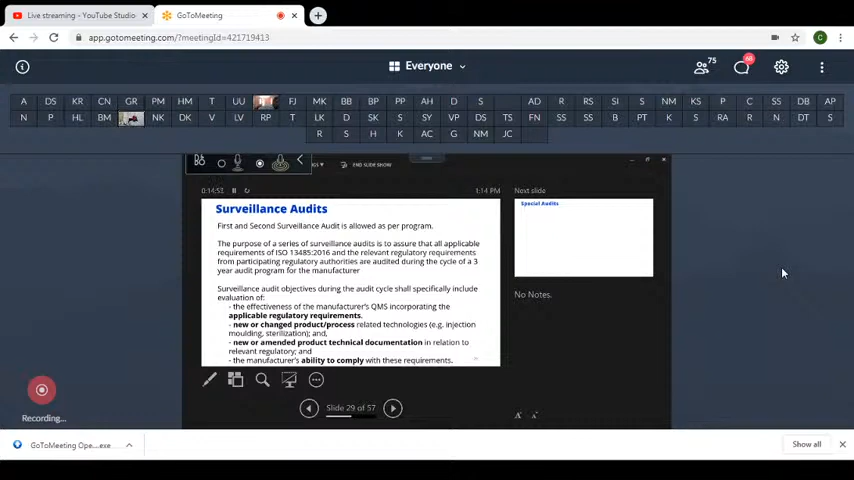 Live streaming - YouTube Studio
GoToMeeting
app.gotomeeting.com/?meetingId=421719413
C
Everyone
75
68
A DS KR CN GR PM HM T UU FJ MK BB BP PP AH D S AD R RS SI S NM KS P C SS DB AP
N P HL BM NK DK V LV RP T LK D SK S SY VP DS TS FN SS SS B PT K S RA R N DT S
R S H K AC G NM JC
END SLIDE SHOW
0:14:53
1:14 PM
Next slide
Surveillance Audits
First and Second Surveillance Audit is allowed as per program.
The purpose of a series of surveillance audits is to assure that all applicable
requirements of ISO 13485:2016 and the relevant regulatory requirements
from participating regulatory authorities are audited during the cycle of a 3
year audit program for the manufacturer
Surveillance audit objectives during the audit cycle shall specifically include
evaluation of:
- the effectiveness of the manufacturer's QMS incorporating the
applicable regulatory requirements.
- new or changed product/process related technologies (e.g. injection
moulding, sterilization); and,
- new or amended product technical documentation in relation to
relevant regulatory; and
- the manufacturer's ability to comply with these requirements.
Special Audits
No Notes.
Slide 29 of 57
A A
Recording...
GoToMeeting Ope....exe
Show all